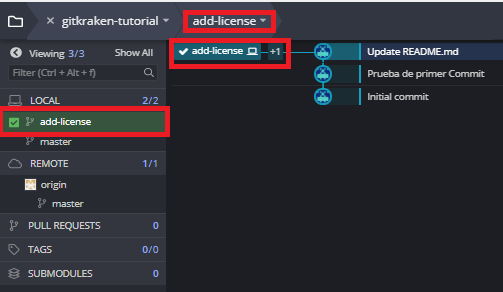 gitkraken-tutorial
add-license
Viewing 3/3 Show All
add-license +1 Update README.md
Filter (Ctrl + Alt + f) Prueba de primer Commit
LOCAL 2/2 Initial commit
add-license
master
REMOTE 1/1
origin
master
PULL REQUESTS 0
TAGS 0/0
SUBMODULES 0